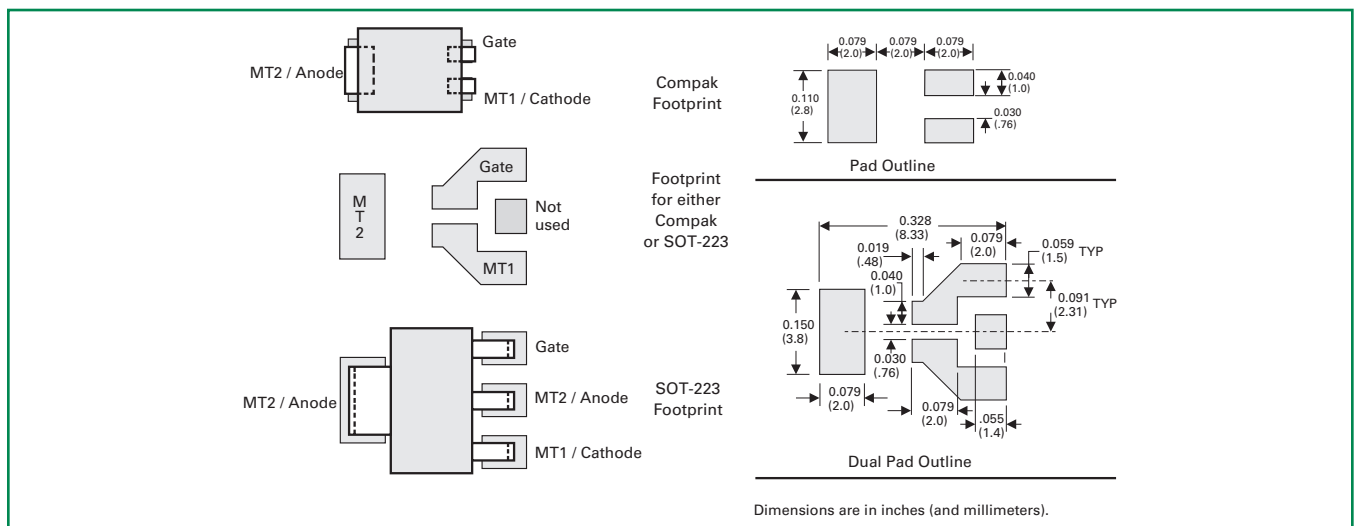 Gate
MT2 / Anode
MT1 / Cathode
Compak
Footprint
0.079
(2.0)
0.079
(2.0)
0.079
(2.0)
0.040
(1.0)
0.110
(2.8)
0.030
(.76)
Pad Outline
MT2
Gate
Not
used
MT1
Footprint
for either
Compak
or SOT-223
0.328
(8.33)
0.019
(.48)
0.079
(2.0)
0.059
(1.5)
TYP
0.040
(1.0)
0.091
(2.31)
TYP
0.150
(3.8)
0.030
(.76)
0.079
(2.0)
0.079
(2.0)
.055
(1.4)
Dual Pad Outline
Gate
MT2 / Anode
MT2 / Anode
MT1 / Cathode
SOT-223
Footprint
Dimensions are in inches (and millimeters).